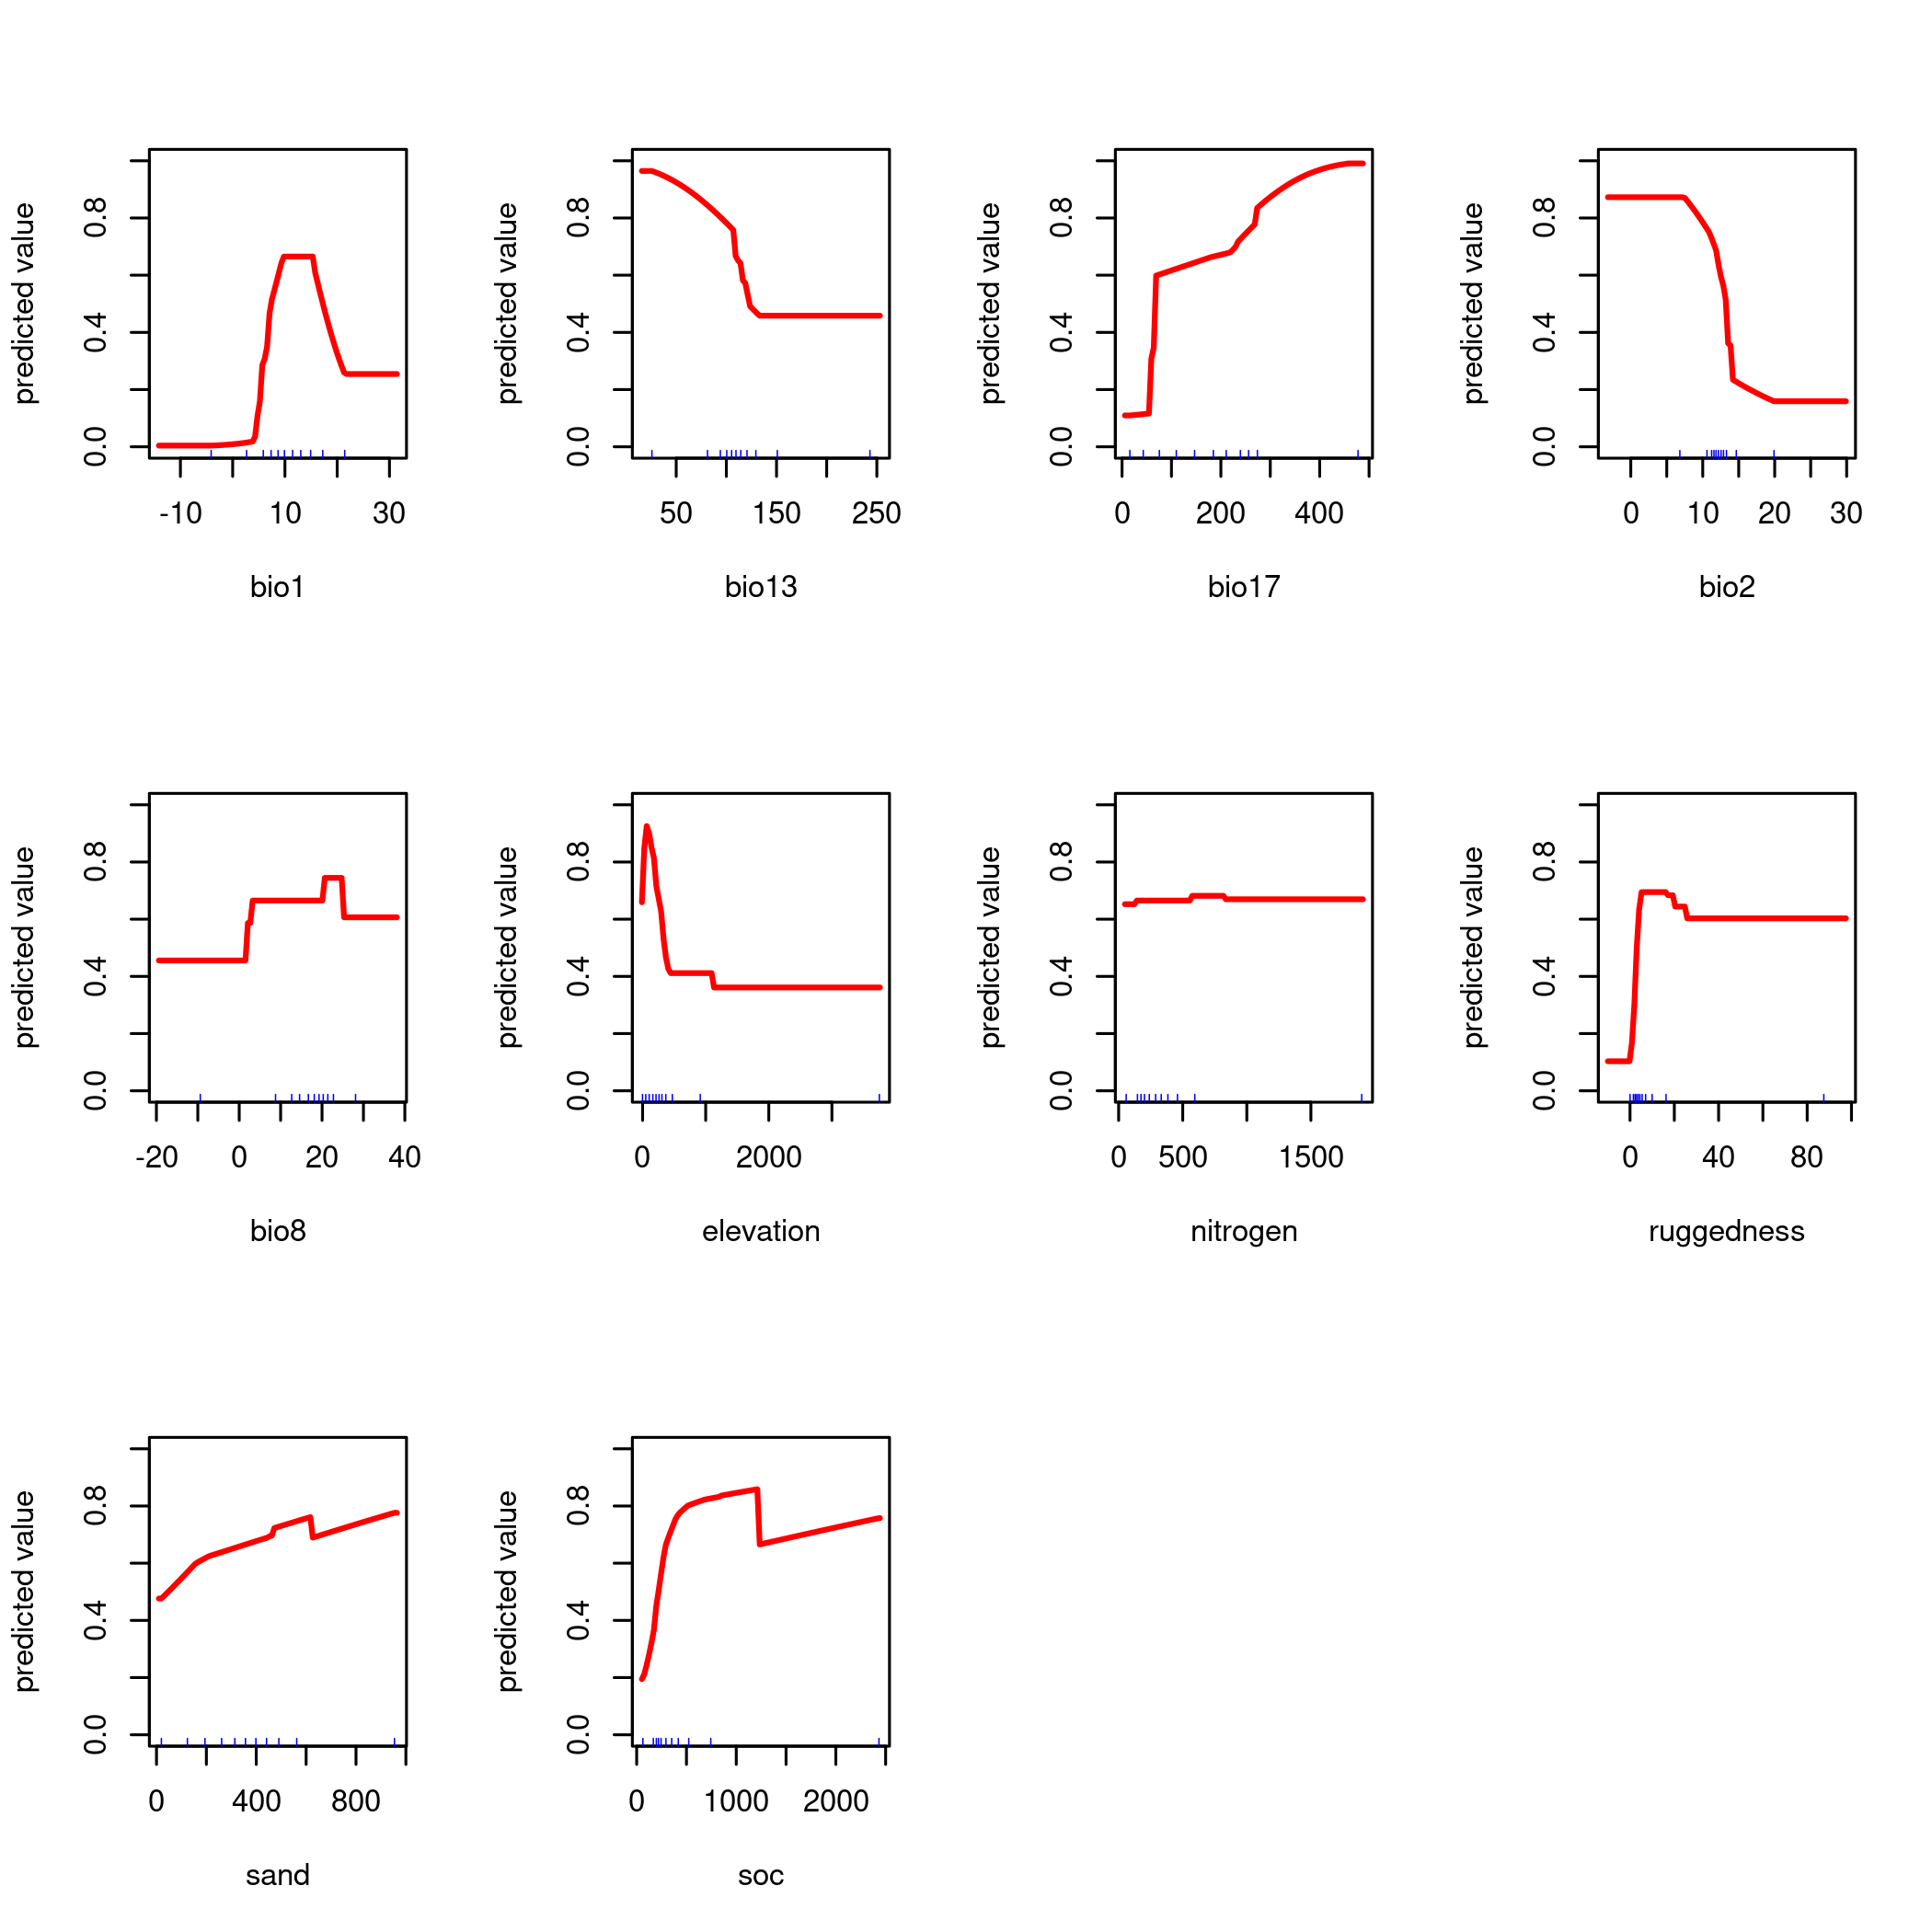 predicted value
0.0 0.4 0.8
-10 10 30
bio1
predicted value
0.0 0.4 0.8
50 150 250
bio13
predicted value
0.0 0.4 0.8
0 200 400
bio17
predicted value
0.0 0.4 0.8
0 10 20 30
bio2
predicted value
0.0 0.4 0.8
-20 0 20 40
bio8
predicted value
0.0 0.4 0.8
0 2000
elevation
predicted value
0.0 0.4 0.8
0 500 1500
nitrogen
predicted value
0.0 0.4 0.8
0 40 80
ruggedness
predicted value
0.0 0.4 0.8
0 400 800
sand
predicted value
0.0 0.4 0.8
0 1000 2000
soc